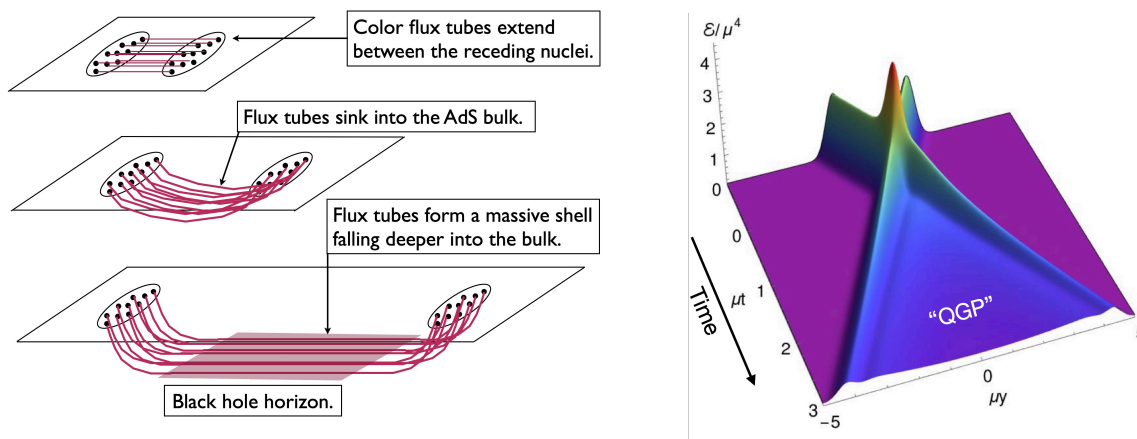 Color flux tubes extend
between the receding nuclei.
Flux tubes sink into the AdS bulk.
Flux tubes form a massive shell
falling deeper into the bulk.
Black hole horizon.
ℰ/μ⁴
4
3
2
1
0
0
μt
1
2
3
Time
"QGP"
-5
0
μy